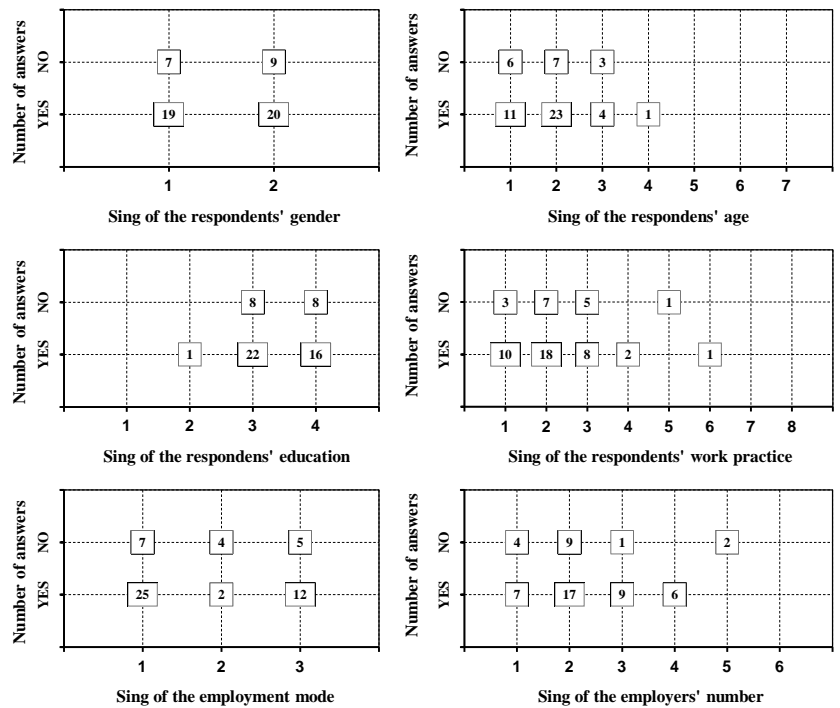 Number of answers
NO
YES
7 9
19 20
1 2
Sing of the respondents' gender
Number of answers
NO
YES
6 7 3
11 23 4 1
1 2 3 4 5 6 7
Sing of the respondens' age
Number of answers
NO
YES
8 8
1 22 16
1 2 3 4
Sing of the respondens' education
Number of answers
NO
YES
3 7 5 1
10 18 8 2 1
1 2 3 4 5 6 7 8
Sing of the respondents' work practice
Number of answers
NO
YES
7 4 5
25 2 12
1 2 3
Sing of the employment mode
Number of answers
NO
YES
4 9 1 2
7 17 9 6
1 2 3 4 5 6
Sing of the employers' number